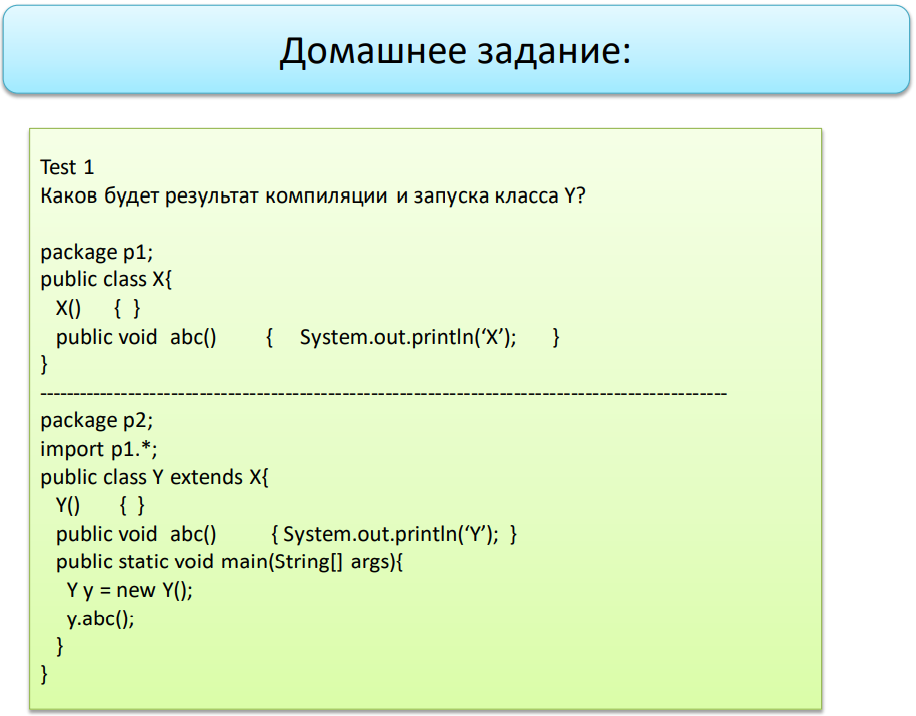 Домашнее задание:
Test 1
Каков будет результат компиляции и запуска класса Y?
package p1;
public class X{
X() { }
public void abc() { System.out.println(‘X’); }
}
-----------------------------------------------------------------------------------------------
package p2;
import p1.*;
public class Y extends X{
Y() { }
public void abc() { System.out.println(‘Y’); }
public static void main(String[] args){
Y y = new Y();
y.abc();
}
}